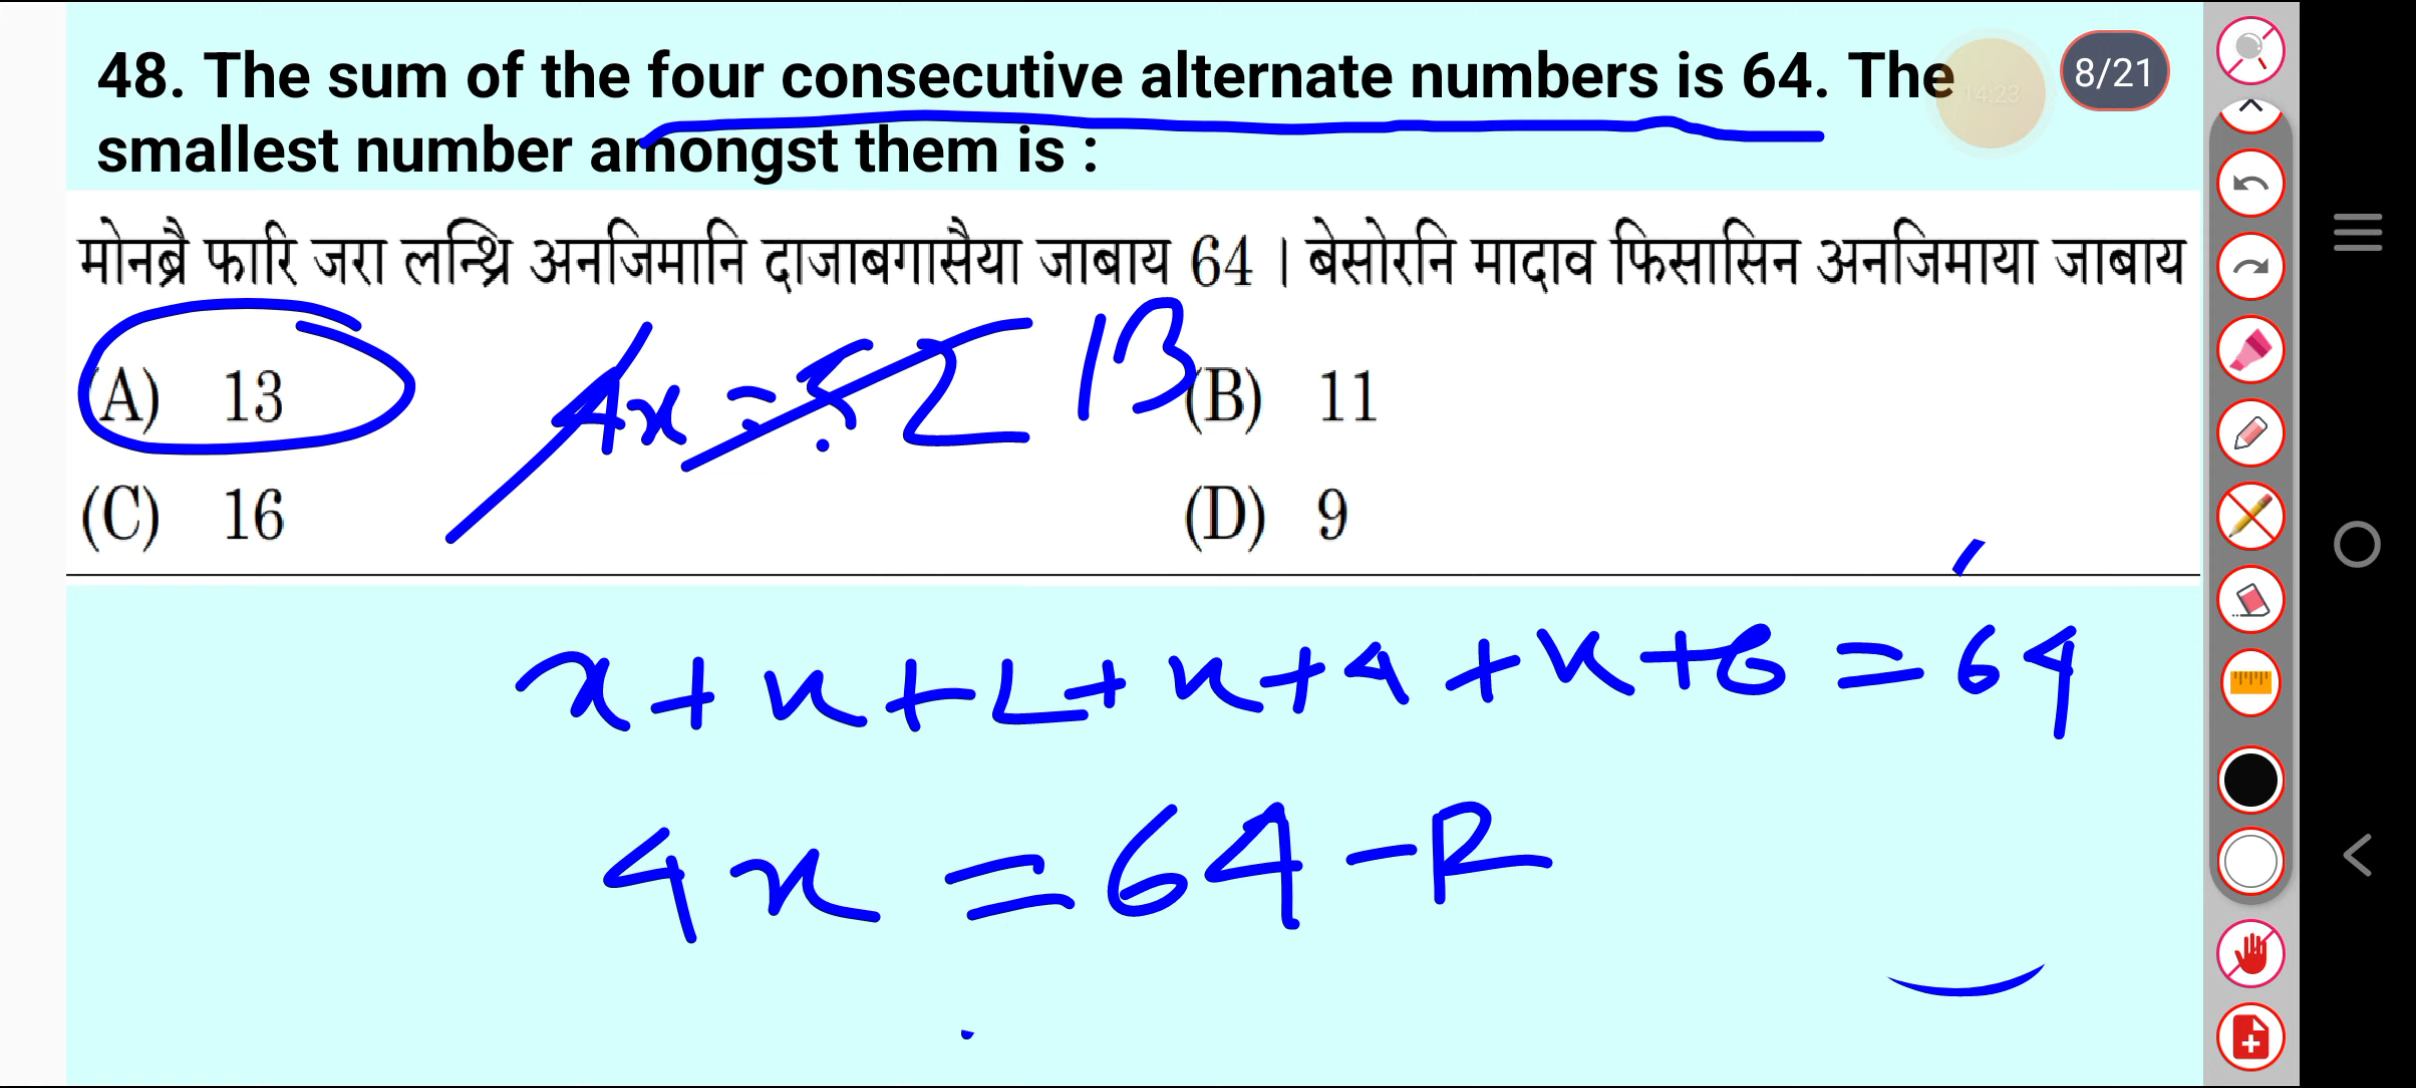 48. The sum of the four consecutive alternate numbers is 64. The
8/21
14:23
smallest number amongst them is :
मोनब्रै फारि जरा लन्थ्रि अनजिमानि दाजाबगासैया जाबाय 64 । बेसोरनि मादाव फिसासिन अनजिमाया जाबाय
(A) 13
4x = 52 13
(B) 11
(C) 16
(D) 9
x + x + 2 + x + 4 + x + 6 = 64
4x = 64 - 12